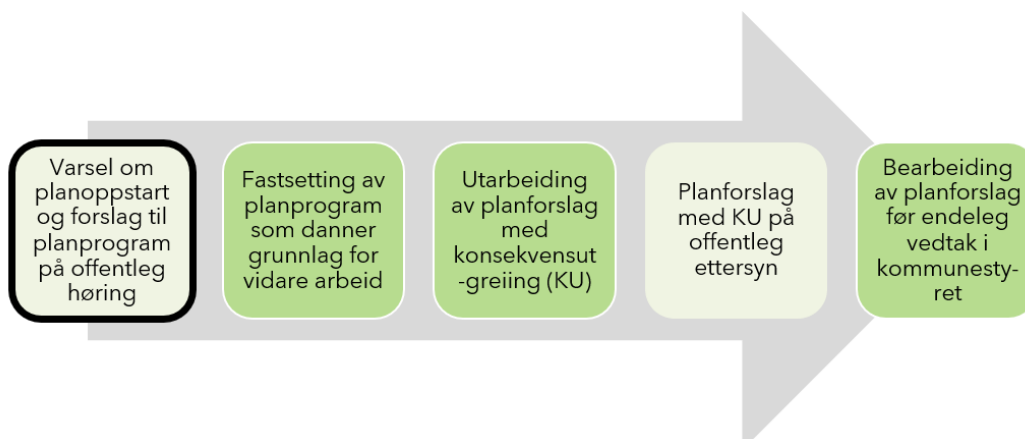 Varsel om
planoppstart
og forslag til
planprogram
på offentleg
høring
Fastsetting av
planprogram
som danner
grunnlag for
vidare arbeid
Utarbeiding
av planforslag
med
konsekvensut
-greiing (KU)
Planforslag
med KU på
offentleg
ettersyn
Bearbeiding
av planforslag
før endeleg
vedtak i
kommunesty-
ret